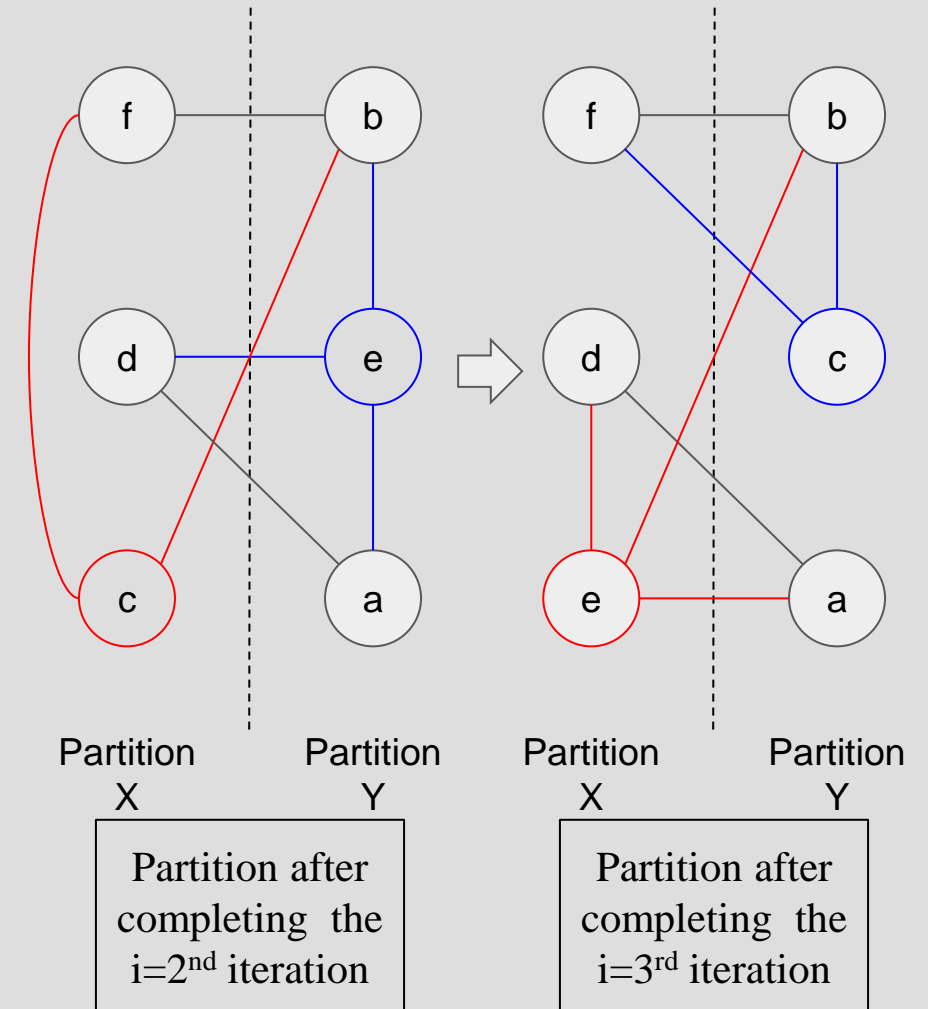 f b f b
d e d c
c a e a
Partition Partition Partition Partition
X Y X Y
Partition after
completing the
i=2nd iteration
Partition after
completing the
i=3rd iteration